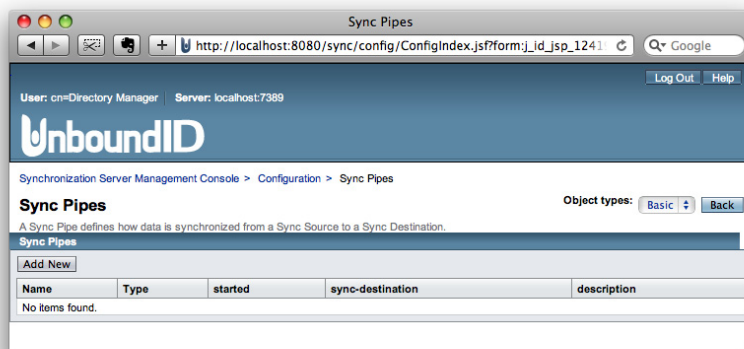 Sync Pipes
http://localhost:8080/sync/config/ConfigIndex.jsf?form:j_id_jsp_1241
Google
Log Out Help
User: cn=Directory Manager Server: localhost:7389
UnboundID
Synchronization Server Management Console > Configuration > Sync Pipes
Sync Pipes
Object types: Basic Back
A Sync Pipe defines how data is synchronized from a Sync Source to a Sync Destination.
Sync Pipes
Add New
Name Type started sync-destination description
No items found.